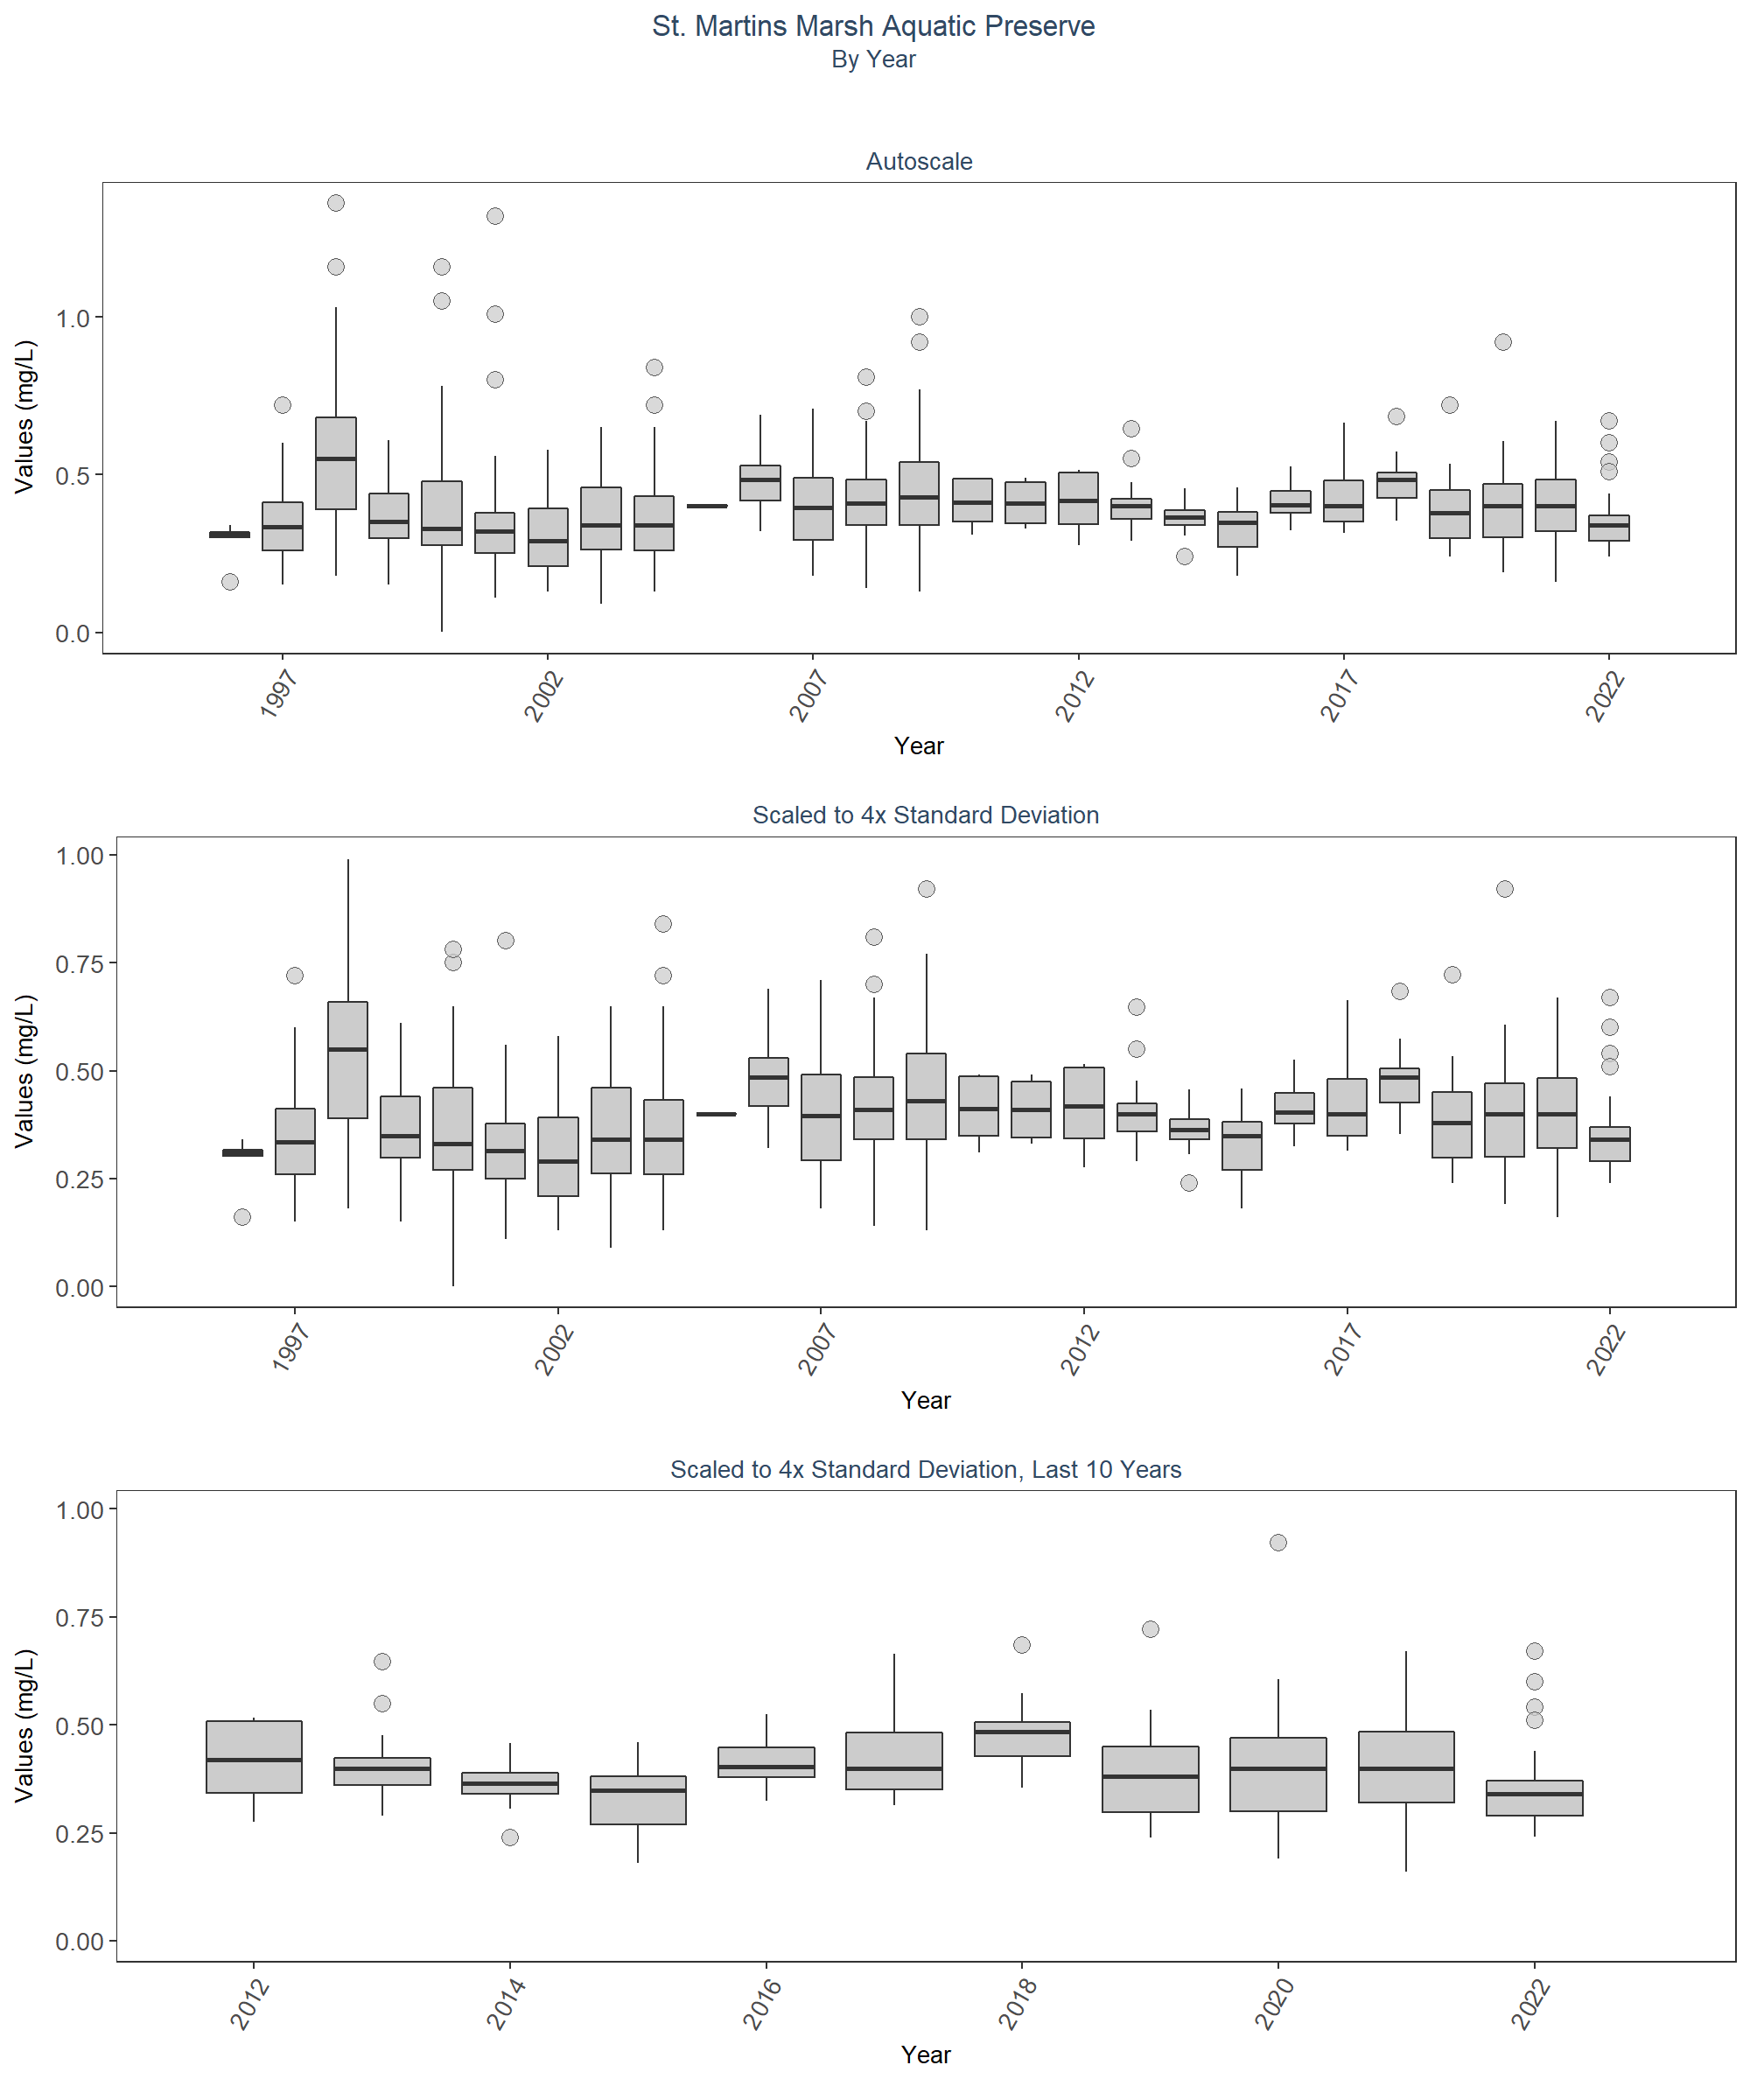 St. Martins Marsh Aquatic Preserve
By Year
Autoscale
Values (mg/L)
1.0
0.5
0.0
1997 2002 2007 2012 2017 2022
Year
Scaled to 4x Standard Deviation
Values (mg/L)
1.00
0.75
0.50
0.25
0.00
1997 2002 2007 2012 2017 2022
Year
Scaled to 4x Standard Deviation, Last 10 Years
Values (mg/L)
1.00
0.75
0.50
0.25
0.00
2012 2014 2016 2018 2020 2022
Year